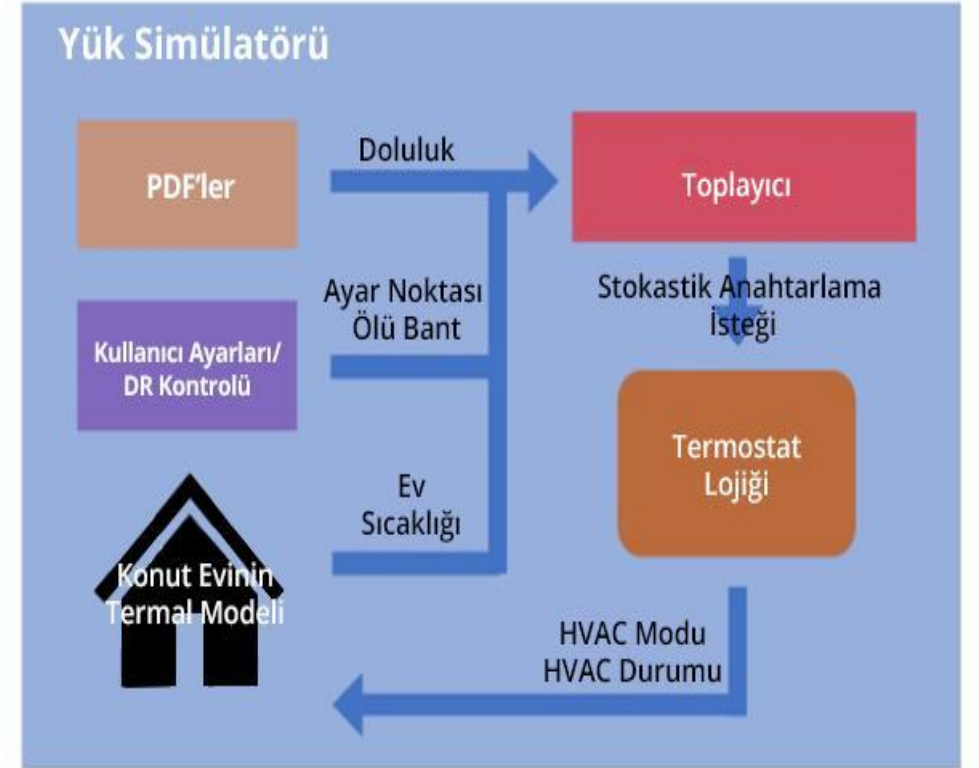 Yük Simülatörü
PDF'ler
Doluluk
Toplayıcı
Ayar Noktası
Ölü Bant
Stokastik Anahtarlama
İsteği
Kullanıcı Ayarları/
DR Kontrolü
Termostat
Lojiği
Ev
Sıcaklığı
Konut Evinin
Termal Modeli
HVAC Modu
HVAC Durumu